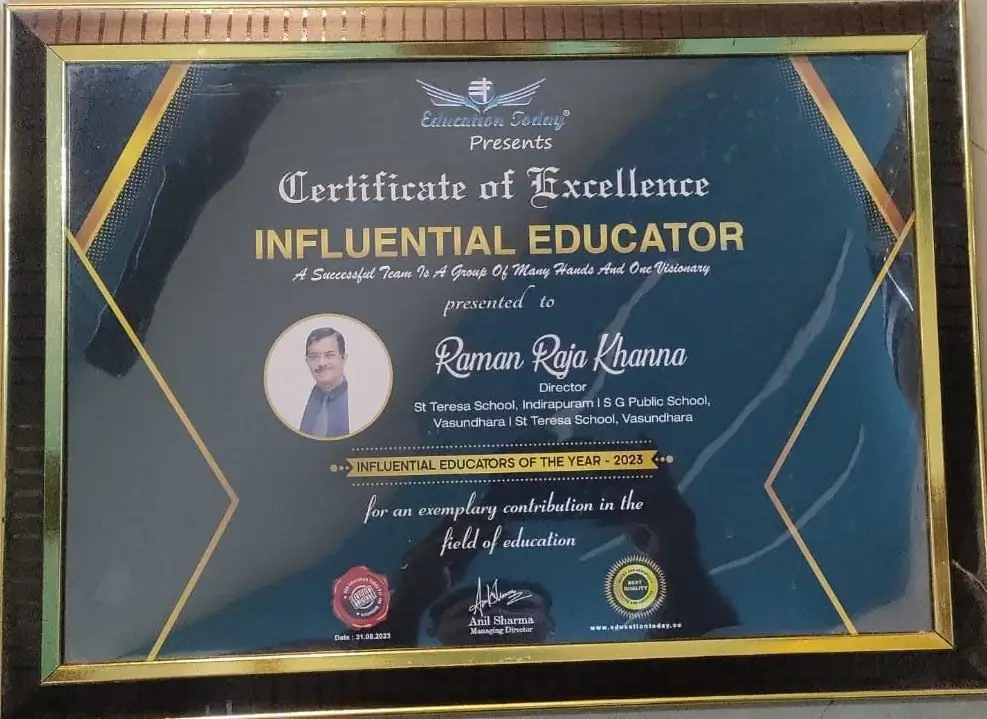 Education Today®
Presents
Certificate of Excellence
INFLUENTIAL EDUCATOR
A Successful Team Is A Group Of Many Hands And One Visionary
presented to
Raman Raja Khanna
Director
St Teresa School, Indirapuram | S G Public School,
Vasundhara | St Teresa School, Vasundhara
INFLUENTIAL EDUCATORS OF THE YEAR - 2023
for an exemplary contribution in the
field of education
BEST
QUALITY
Anil Sharma
Managing Director
Date : 31.08.2023
www.educationtoday.co